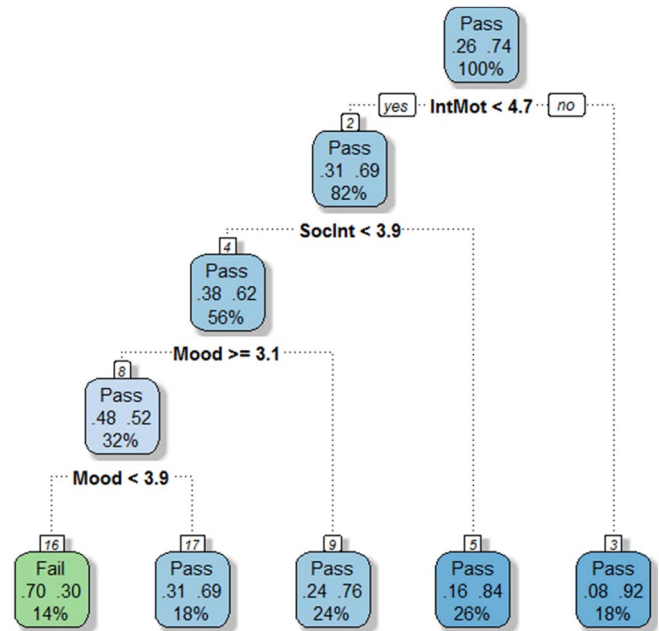 Pass
.26 .74
100%
yes IntMot < 4.7 no
2
Pass
.31 .69
82%
SocInt < 3.9
4
Pass
.38 .62
56%
Mood >= 3.1
8
Pass
.48 .52
32%
Mood < 3.9
16
Fail
.70 .30
14%
17
Pass
.31 .69
18%
9
Pass
.24 .76
24%
5
Pass
.16 .84
26%
3
Pass
.08 .92
18%